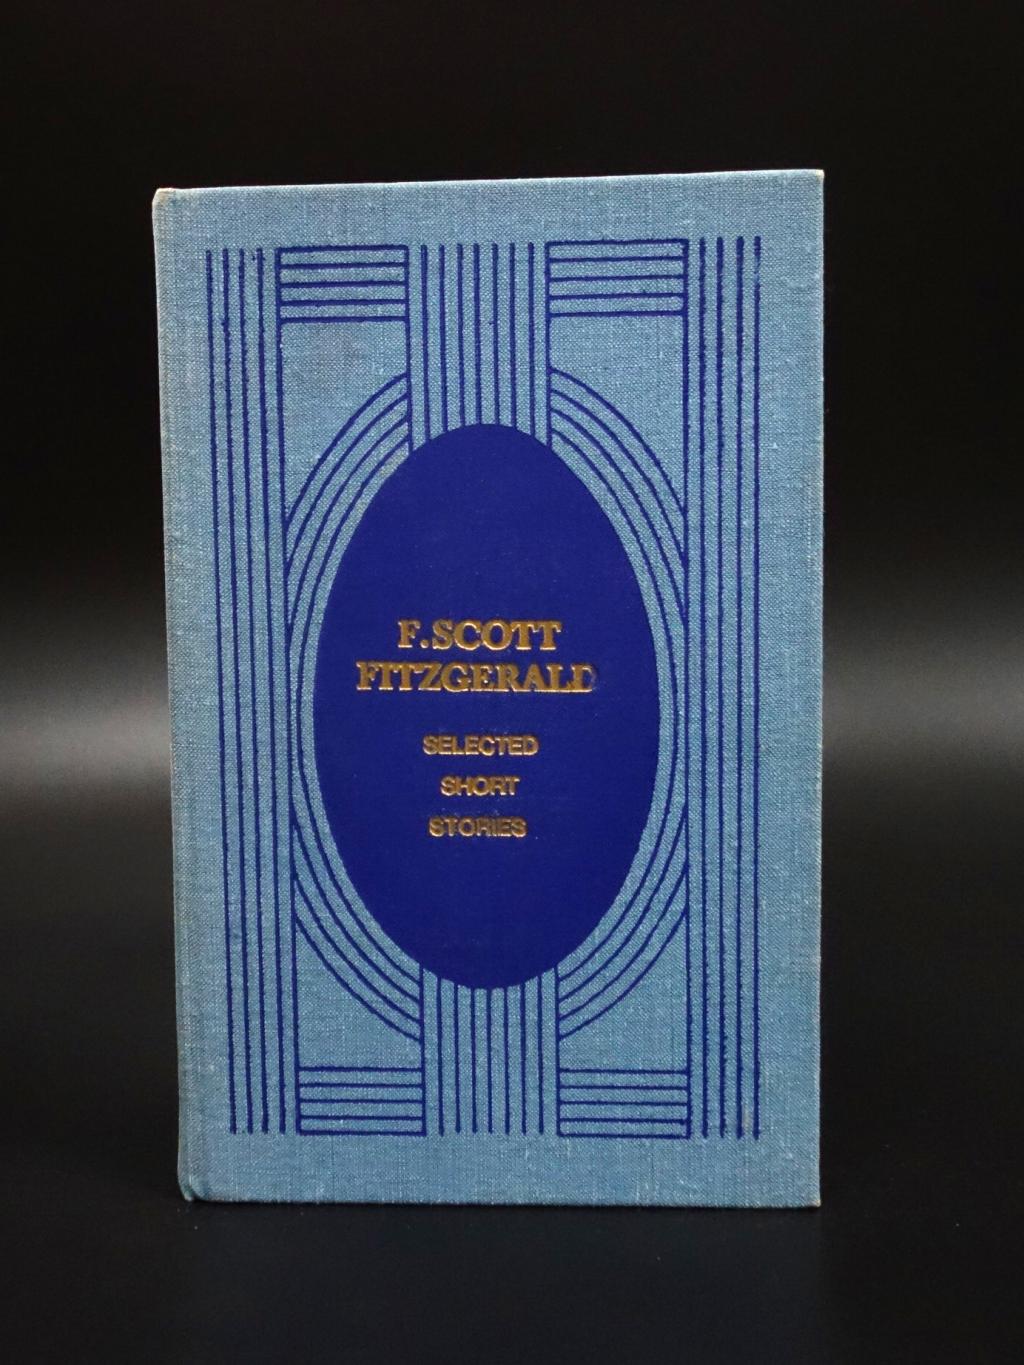 F. SCOTT
FITZGERALD
SELECTED
SHORT
STORIES